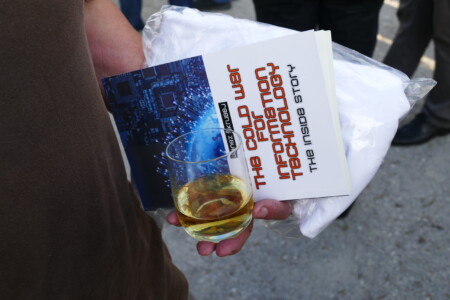 THE COLD WAR
FOR
INFORMATION
TECHNOLOGY
THE INSIDE STORY